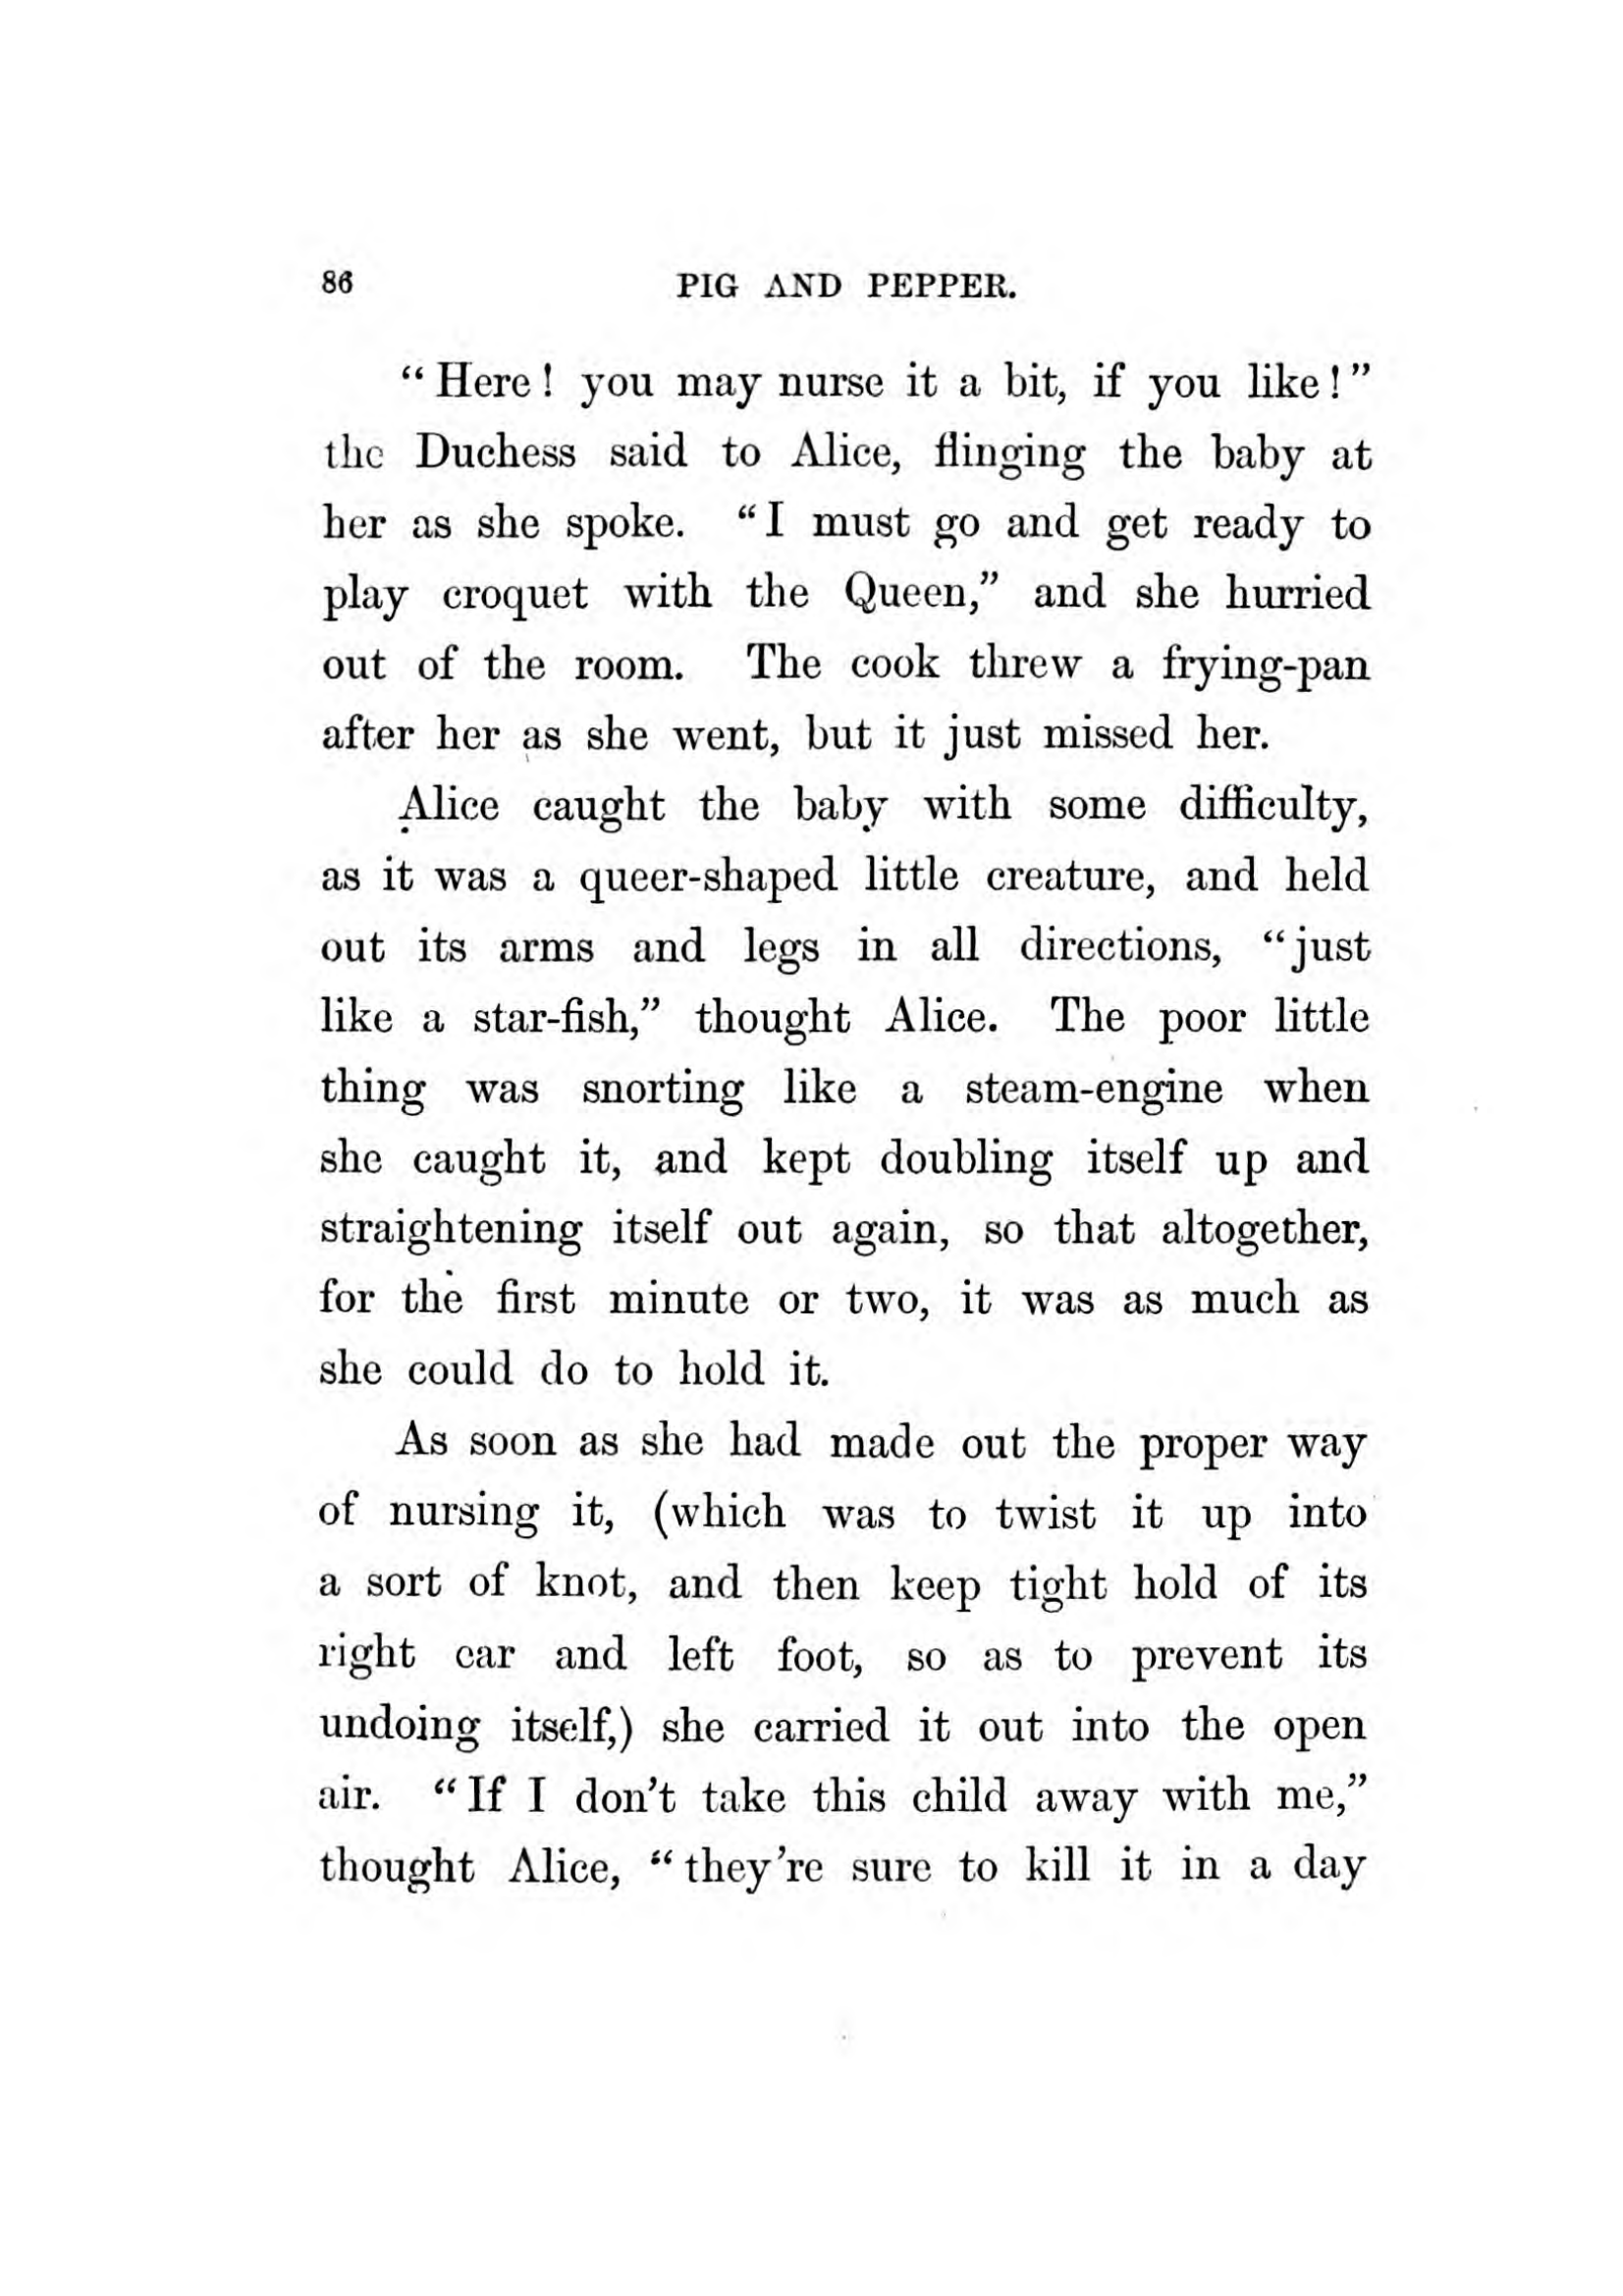 86 PIG AND PEPPER.
“Here! you may nurse it a bit, if you like!”
the Duchess said to Alice, flinging the baby at
her as she spoke. “I must go and get ready to
play croquet with the Queen,” and she hurried
out of the room. The cook threw a frying-pan
after her as she went, but it just missed her.
Alice caught the baby with some difficulty,
as it was a queer-shaped little creature, and held
out its arms and legs in all directions, “just
like a star-fish,” thought Alice. The poor little
thing was snorting like a steam-engine when
she caught it, and kept doubling itself up and
straightening itself out again, so that altogether,
for the first minute or two, it was as much as
she could do to hold it.
As soon as she had made out the proper way
of nursing it, (which was to twist it up into
a sort of knot, and then keep tight hold of its
right ear and left foot, so as to prevent its
undoing itself,) she carried it out into the open
air. “If I don’t take this child away with me,”
thought Alice, “they’re sure to kill it in a day